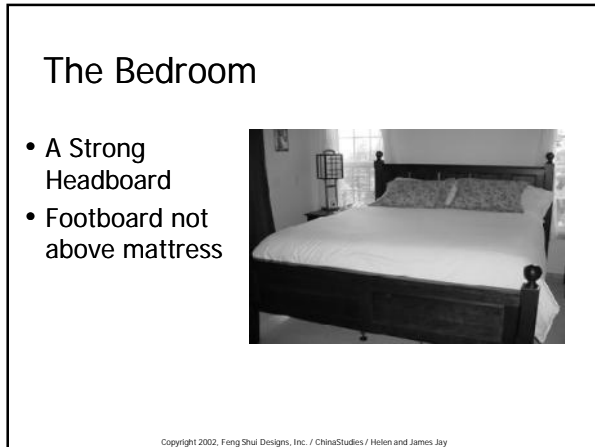 The Bedroom
• A Strong
Headboard
• Footboard not
above mattress
Copyright 2002, Feng Shui Designs, Inc. / ChinaStudies / Helen and James Jay